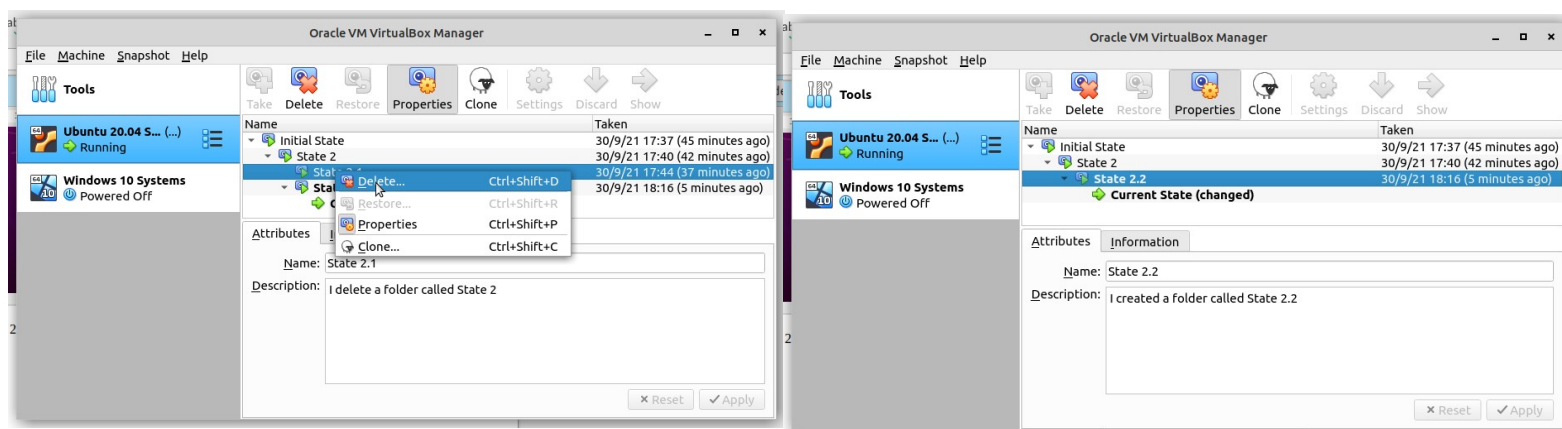 Oracle VM VirtualBox Manager
File Machine Snapshot Help
Tools
Take Delete Restore Properties Clone Settings Discard Show
Ubuntu 20.04 S... (...)
Running
Windows 10 Systems
Powered Off
Name Taken
Initial State 30/9/21 17:37 (45 minutes ago)
State 2 30/9/21 17:40 (42 minutes ago)
30/9/21 17:44 (37 minutes ago)
30/9/21 18:16 (5 minutes ago)
Delete... Ctrl+Shift+D
Restore... Ctrl+Shift+R
Properties Ctrl+Shift+P
Clone... Ctrl+Shift+C
Attributes
Name: State 2.1
Description: I delete a folder called State 2
Reset Apply
Oracle VM VirtualBox Manager
File Machine Snapshot Help
Tools
Take Delete Restore Properties Clone Settings Discard Show
Ubuntu 20.04 S... (...)
Running
Windows 10 Systems
Powered Off
Name Taken
Initial State 30/9/21 17:37 (45 minutes ago)
State 2 30/9/21 17:40 (42 minutes ago)
State 2.2 30/9/21 18:16 (5 minutes ago)
Current State (changed)
Attributes Information
Name: State 2.2
Description: I created a folder called State 2.2
Reset Apply